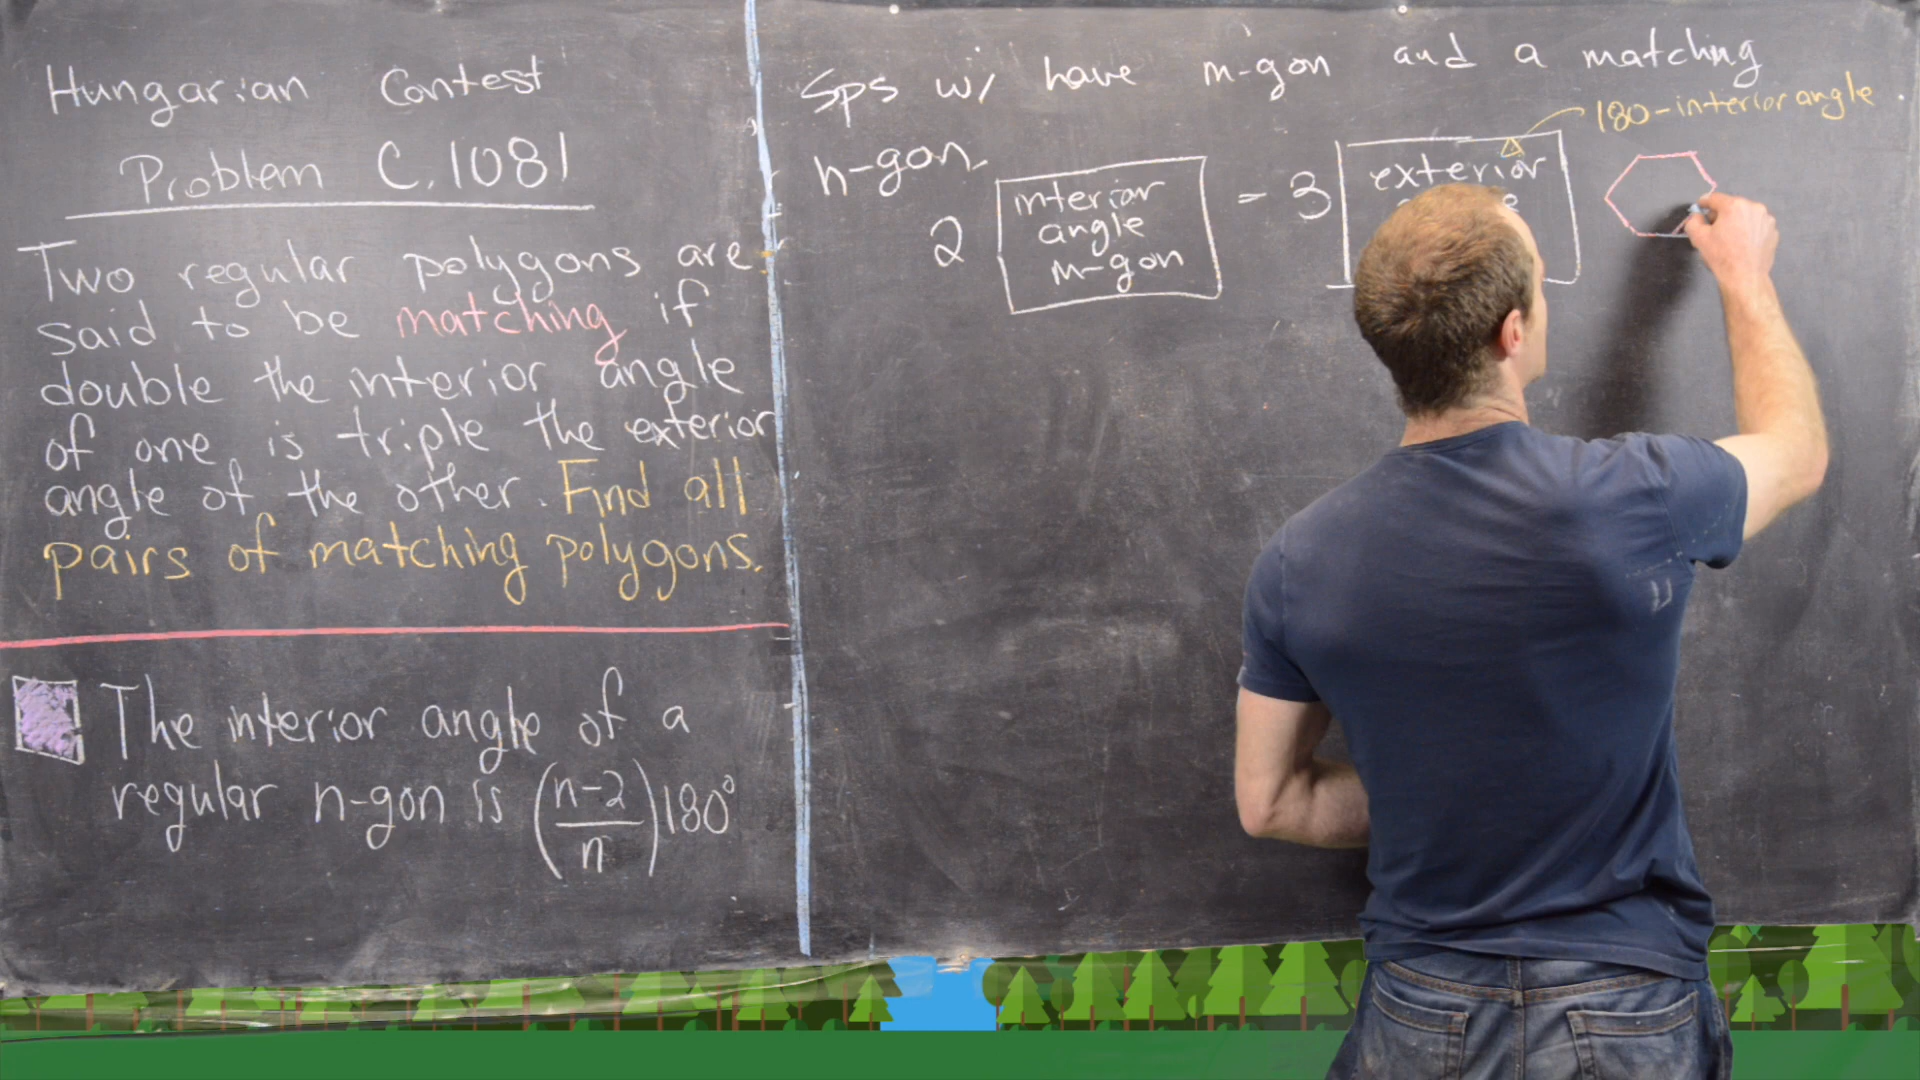 Hungarian Contest
Problem C.1081
Two regular polygons are
said to be matching if
double the interior angle
of one is triple the exterior
angle of the other. Find all
pairs of matching polygons.
The interior angle of a
regular n-gon is (n-2/n)180°
Sps w/ have m-gon and a matching
n-gon.
2 interior angle m-gon = 3 exterior
180-interior angle